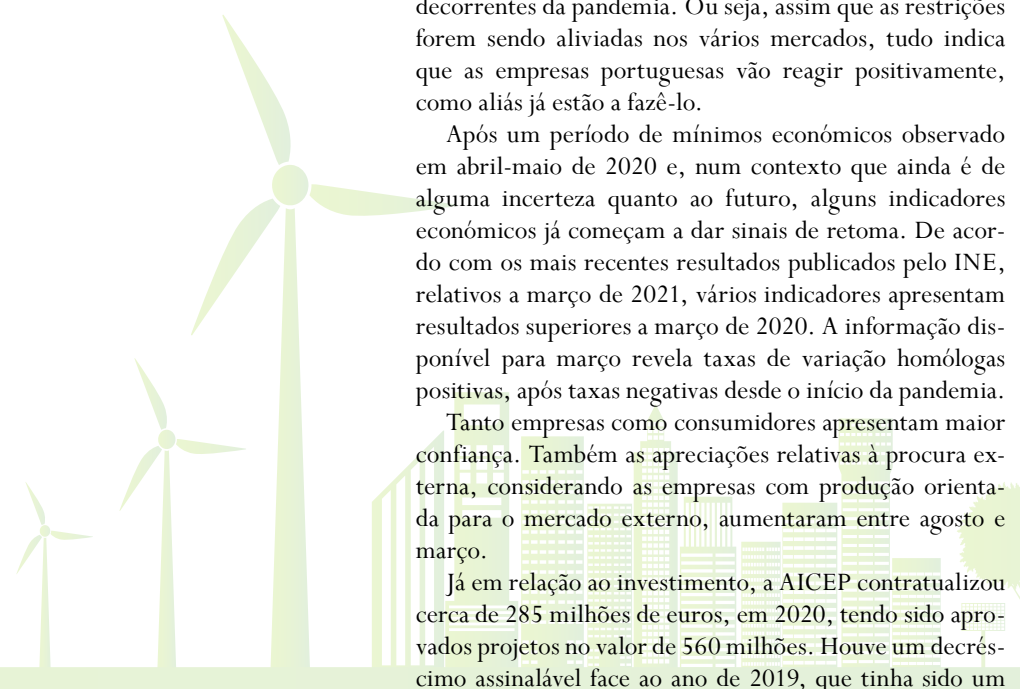 decorrentes da pandemia. Ou seja, assim que as restrições
forem sendo aliviadas nos vários mercados, tudo indica
que as empresas portuguesas vão reagir positivamente,
como aliás já estão a fazê-lo.
Após um período de mínimos económicos observado
em abril-maio de 2020 e, num contexto que ainda é de
alguma incerteza quanto ao futuro, alguns indicadores
económicos já começam a dar sinais de retoma. De acor-
do com os mais recentes resultados publicados pelo INE,
relativos a março de 2021, vários indicadores apresentam
resultados superiores a março de 2020. A informação dis-
ponível para março revela taxas de variação homólogas
positivas, após taxas negativas desde o início da pandemia.
Tanto empresas como consumidores apresentam maior
confiança. Também as apreciações relativas à procura ex-
terna, considerando as empresas com produção orienta-
da para o mercado externo, aumentaram entre agosto e
março.
Já em relação ao investimento, a AICEP contratualizou
cerca de 285 milhões de euros, em 2020, tendo sido apro-
vados projetos no valor de 560 milhões. Houve um decrés-
cimo assinalável face ao ano de 2019, que tinha sido um